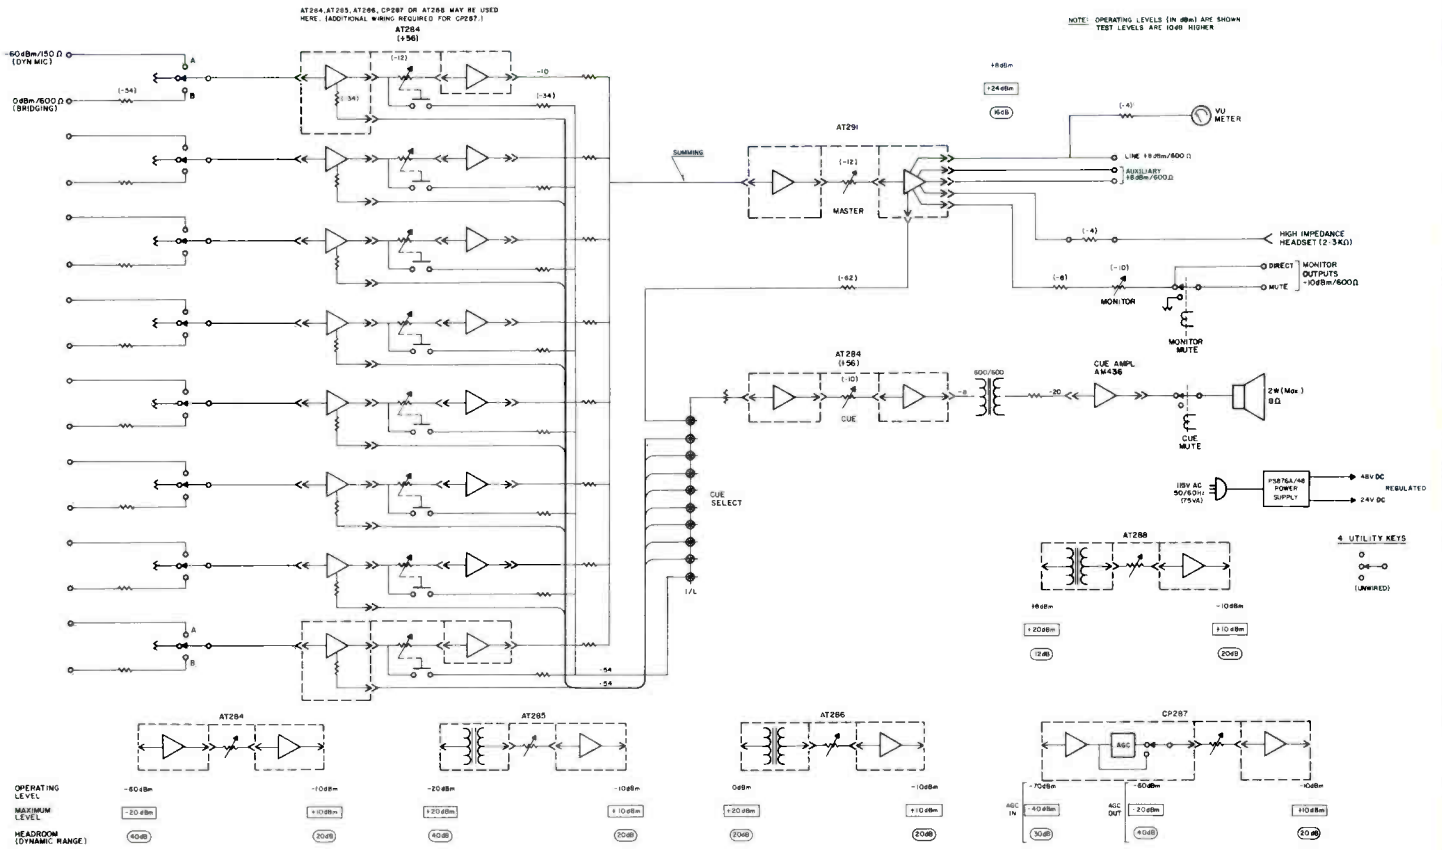 AT284, AT285, AT286, CP287 OR AT288 MAY BE USED
HERE. (ADDITIONAL WIRING REQUIRED FOR CP287.)
AT284
(+56)
NOTE: OPERATING LEVELS (IN dBm) ARE SHOWN
TEST LEVELS ARE 10dB HIGHER
-60dBm/150Ω
(DYN MIC)
A
(-12)
-10
(-34)
0dBm/600Ω
(BRIDGING)
(-34)
B
(-34)
+8dBm
+24dBm
16dB
(-4)
VU
METER
AT291
SUMMING
(-12)
MASTER
LINE +8dBm/600Ω
AUXILIARY
+8dBm/600Ω
(-4)
HIGH IMPEDANCE
HEADSET (2-3KΩ)
(-62)
(-6)
(-10)
MONITOR
DIRECT
MUTE
MONITOR
OUTPUTS
-10dBm/600Ω
MONITOR
MUTE
AT284
(+56)
(-10)
CUE
-8
600/600
-20
CUE AMPL
AM436
2W (Max.)
8Ω
CUE
MUTE
CUE
SELECT
I/L
115V AC
50/60Hz
(75VA)
PS876A/48
POWER
SUPPLY
48V DC
24V DC
REGULATED
AT288
+8dBm
-10dBm
+20dBm
+10dBm
12dB
20dB
4 UTILITY KEYS
(UNWIRED)
A
B
-54
-54
AT284
AT285
AT286
CP287
OPERATING
LEVEL
-60dBm
-10dBm
-20dBm
-10dBm
0dBm
-10dBm
-70dBm
-60dBm
-10dBm
MAXIMUM
LEVEL
-20dBm
+10dBm
+20dBm
+10dBm
+20dBm
+10dBm
AGC
IN
-40dBm
AGC
OUT
-20dBm
+10dBm
HEADROOM
(DYNAMIC RANGE)
40dB
20dB
40dB
20dB
20dB
20dB
30dB
40dB
20dB
AGC